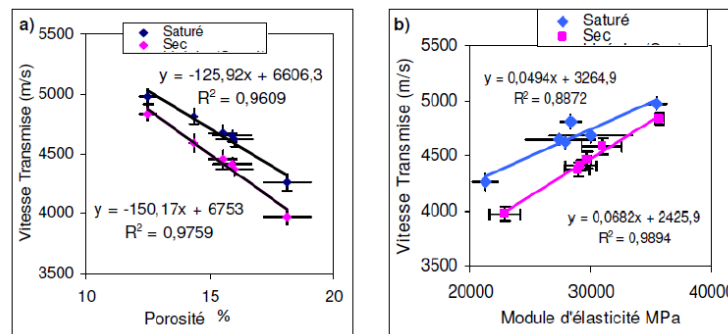 a)
Saturé
Sec
5500
5000
4500
4000
3500
Vitesse Transmise (m/s)
y = -125,92x + 6606,3
R² = 0,9609
y = -150,17x + 6753
R² = 0,9759
10
15
20
Porosité %
b)
Saturé
Sec
5500
5000
4500
4000
3500
Vitesse Transmise (m/s)
y = 0,0494x + 3264,9
R² = 0,8872
y = 0,0682x + 2425,9
R² = 0,9894
20000
30000
40000
Module d'élasticité MPa